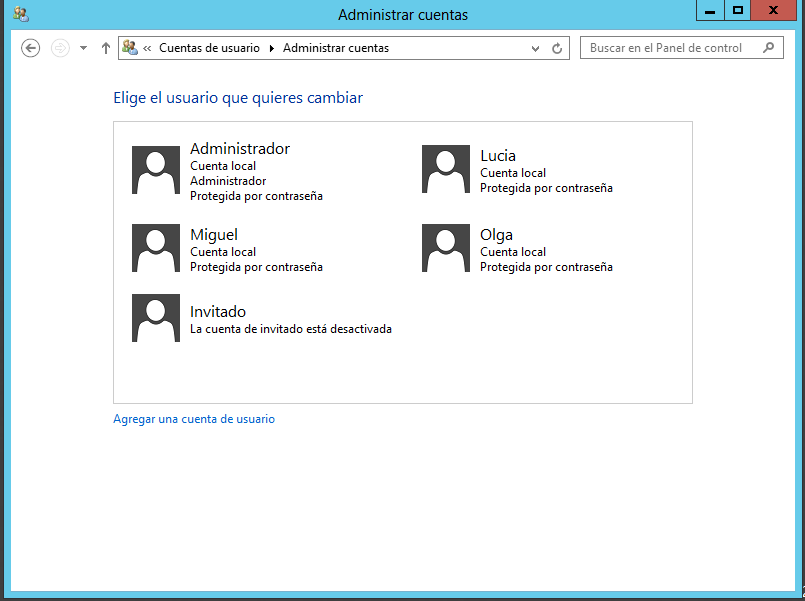 Administrar cuentas
« Cuentas de usuario Administrar cuentas
Buscar en el Panel de control
Elige el usuario que quieres cambiar
Administrador
Cuenta local
Administrador
Protegida por contraseña
Lucia
Cuenta local
Protegida por contraseña
Miguel
Cuenta local
Protegida por contraseña
Olga
Cuenta local
Protegida por contraseña
Invitado
La cuenta de invitado está desactivada
Agregar una cuenta de usuario